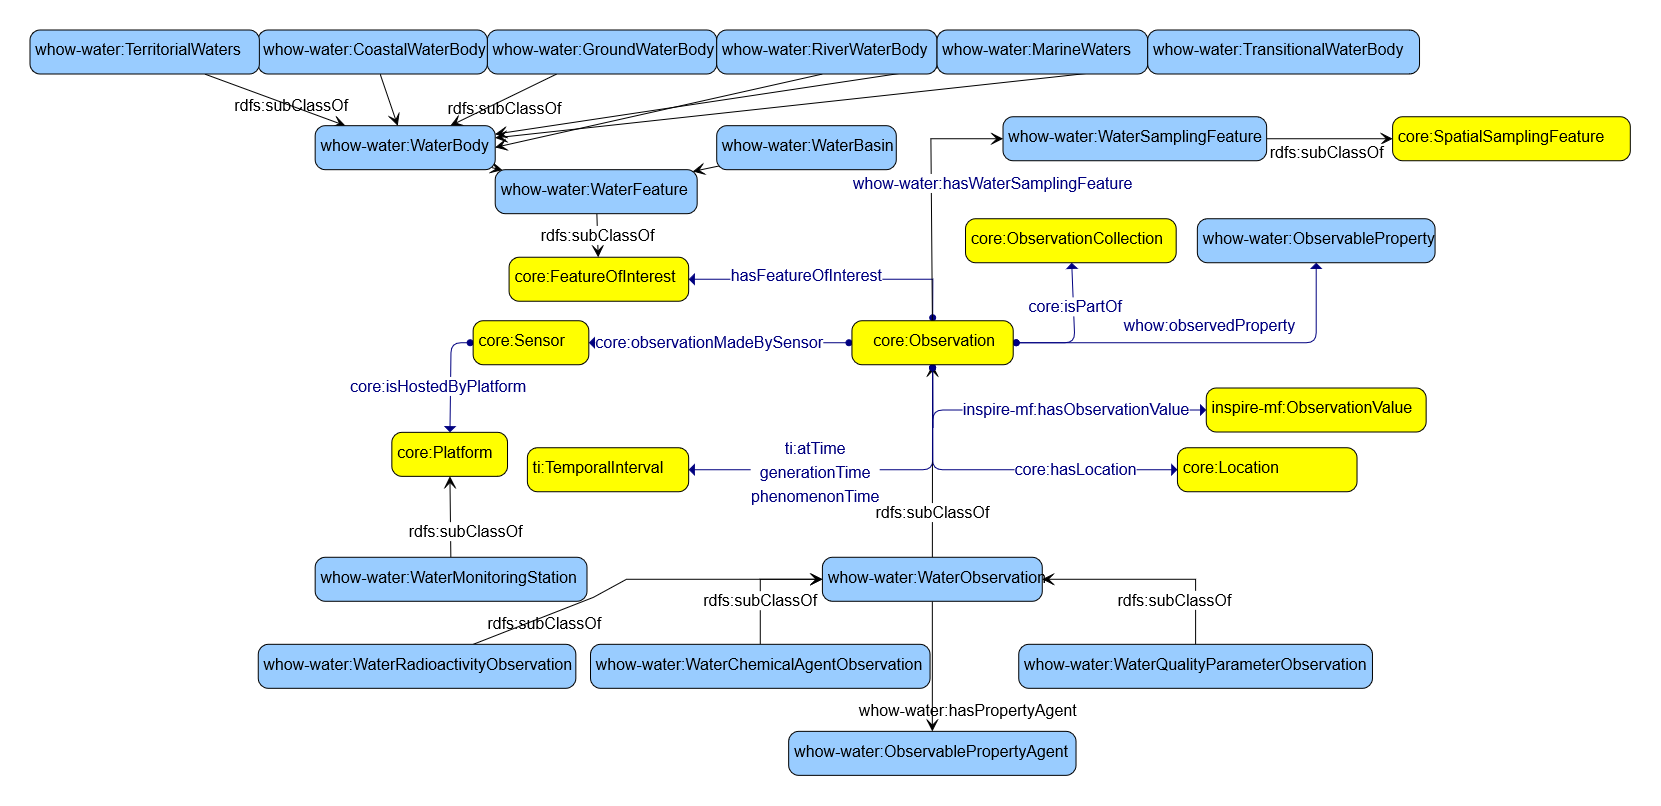 whow-water:TerritorialWaters
whow-water:CoastalWaterBody
whow-water:GroundWaterBody
whow-water:RiverWaterBody
whow-water:MarineWaters
whow-water:TransitionalWaterBody
rdfs:subClassOf
rdfs:subClassOf
whow-water:WaterBody
whow-water:WaterBasin
whow-water:WaterSamplingFeature
rdfs:subClassOf
core:SpatialSamplingFeature
whow-water:WaterFeature
whow-water:hasWaterSamplingFeature
rdfs:subClassOf
core:ObservationCollection
whow-water:ObservableProperty
core:FeatureOfInterest
hasFeatureOfInterest
core:isPartOf
whow:observedProperty
core:Sensor
core:observationMadeBySensor
core:Observation
core:isHostedByPlatform
inspire-mf:hasObservationValue
inspire-mf:ObservationValue
core:Platform
ti:TemporalInterval
ti:atTime
generationTime
phenomenonTime
core:hasLocation
core:Location
rdfs:subClassOf
rdfs:subClassOf
whow-water:WaterMonitoringStation
whow-water:WaterObservation
rdfs:subClassOf
rdfs:subClassOf
rdfs:subClassOf
whow-water:WaterRadioactivityObservation
whow-water:WaterChemicalAgentObservation
whow-water:WaterQualityParameterObservation
whow-water:hasPropertyAgent
whow-water:ObservablePropertyAgent